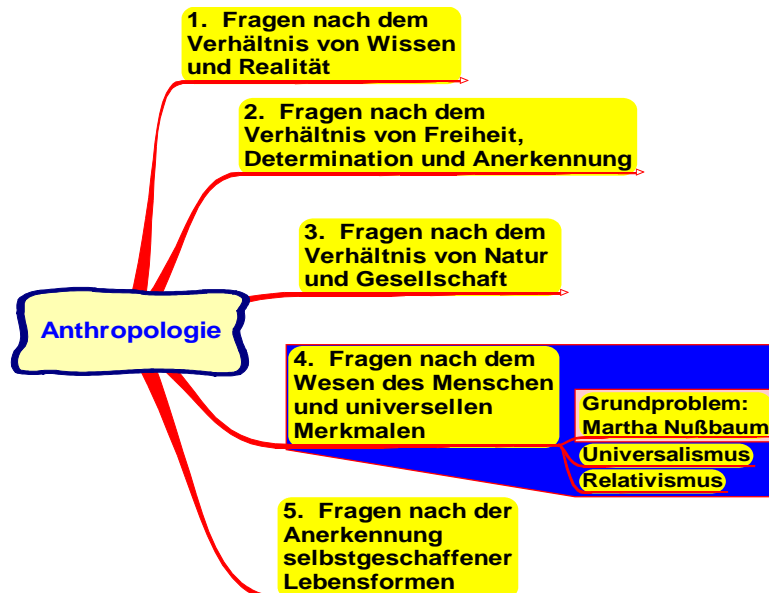 1. Fragen nach dem
Verhältnis von Wissen
und Realität
2. Fragen nach dem
Verhältnis von Freiheit,
Determination und Anerkennung
3. Fragen nach dem
Verhältnis von Natur
und Gesellschaft
Anthropologie
4. Fragen nach dem
Wesen des Menschen
und universellen
Merkmalen
Grundproblem:
Martha Nußbaum
Universalismus
Relativismus
5. Fragen nach der
Anerkennung
selbstgeschaffener
Lebensformen